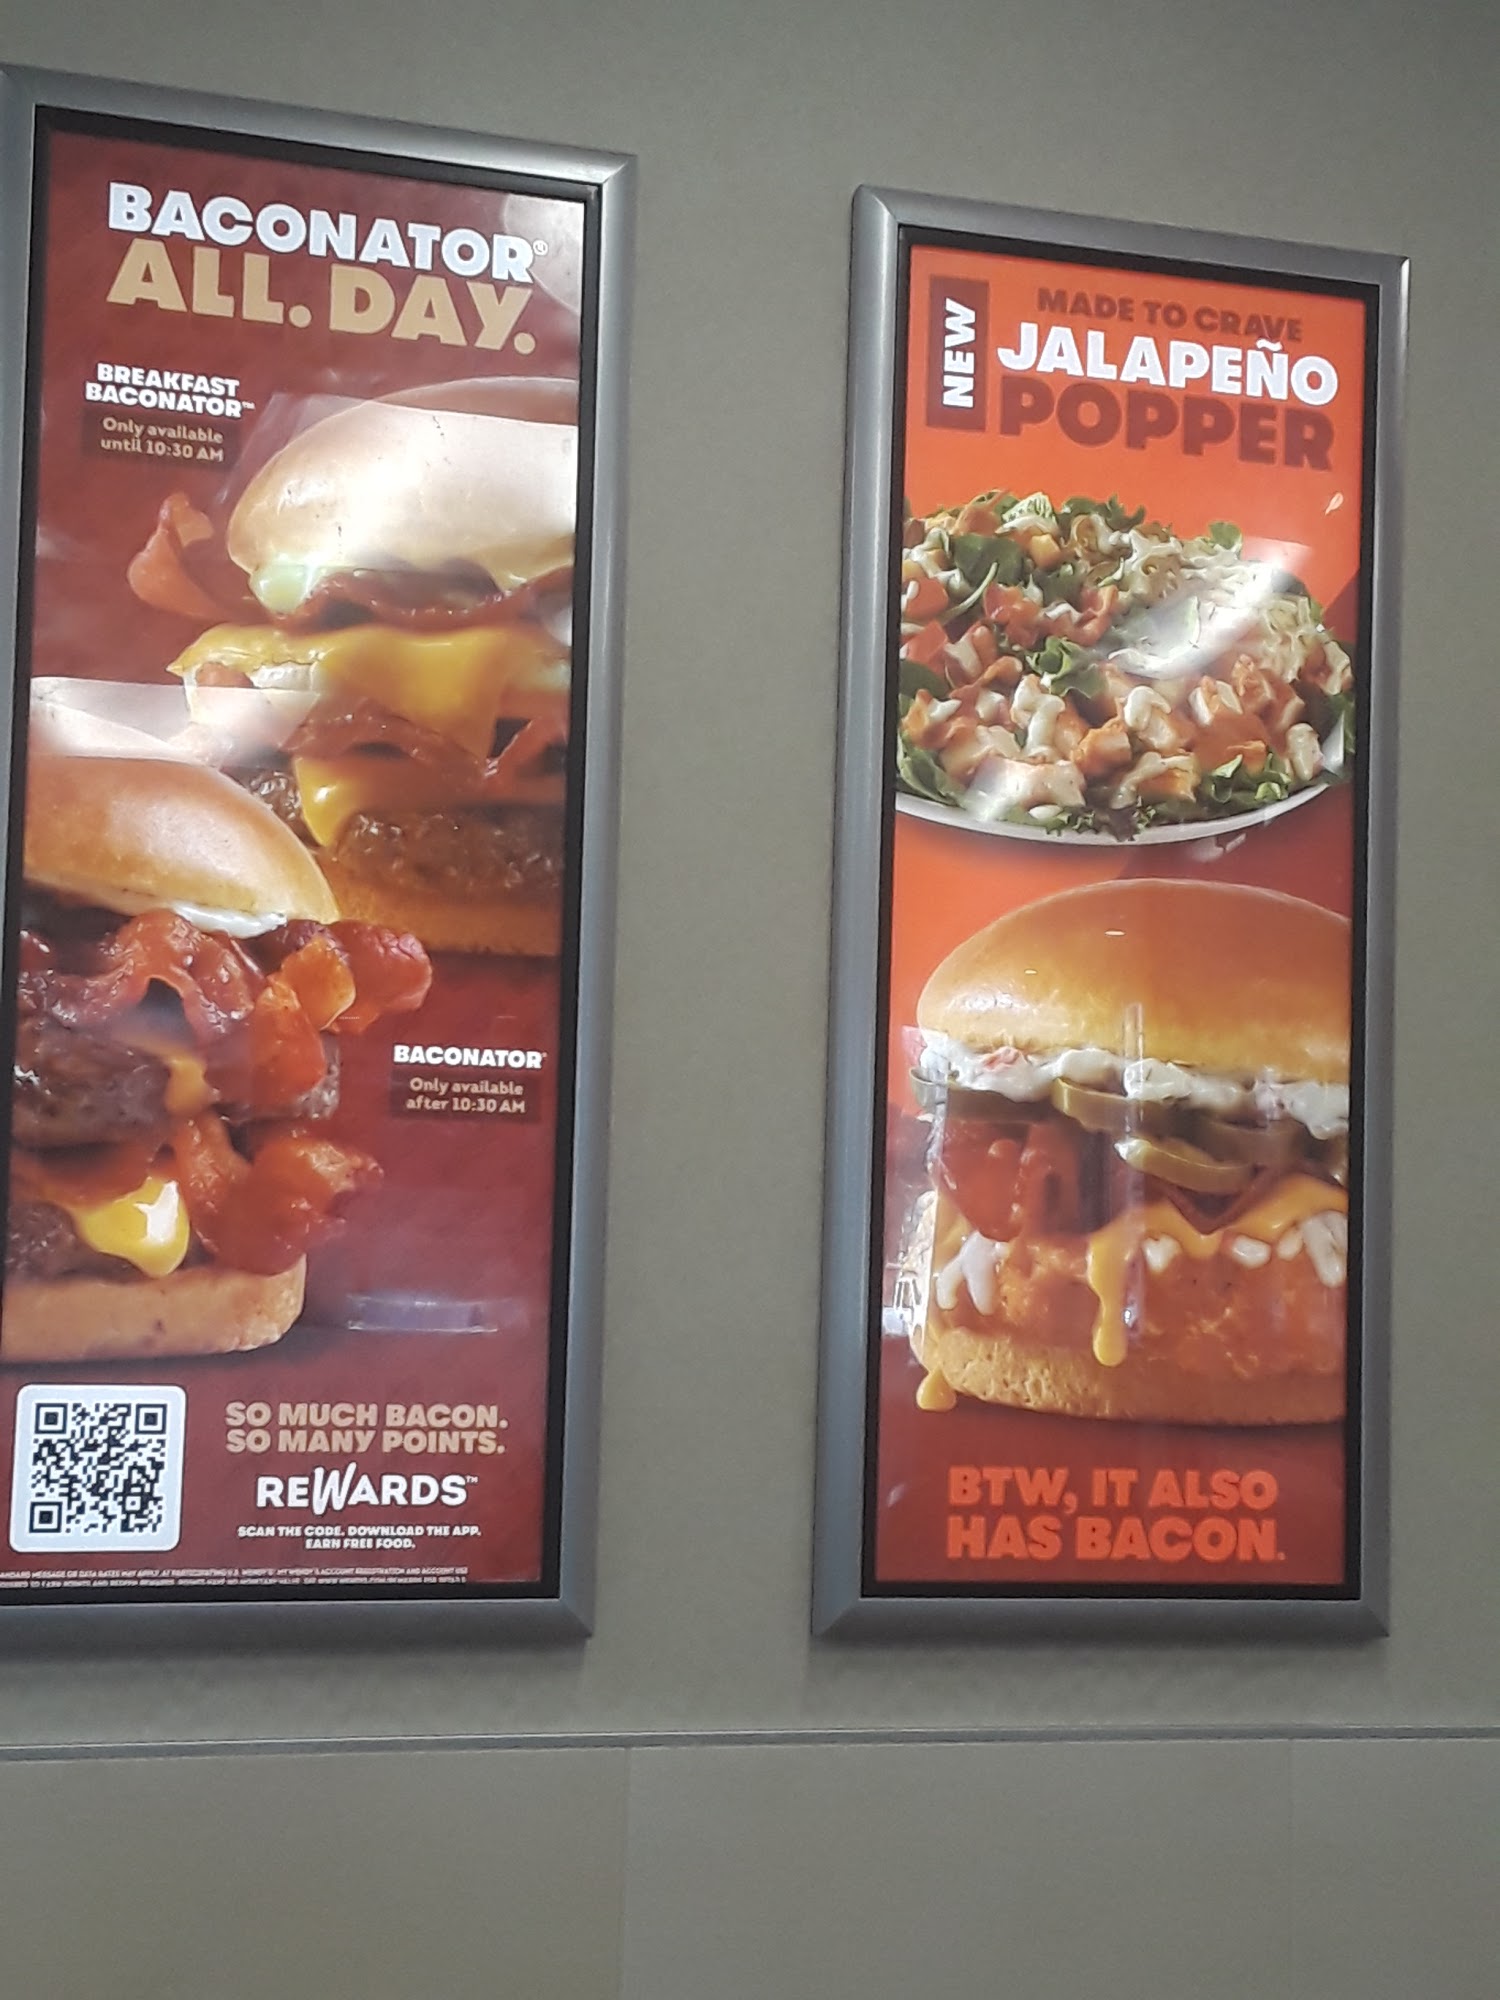 BACONATOR®
ALL. DAY.
BREAKFAST
BACONATOR™
Only available
until 10:30 AM
BACONATOR®
Only available
after 10:30 AM
SO MUCH BACON.
SO MANY POINTS.
REWARDS™
SCAN THE CODE. DOWNLOAD THE APP.
EARN FREE FOOD.
NEW
MADE TO CRAVE
JALAPEÑO
POPPER
BTW, IT ALSO
HAS BACON.